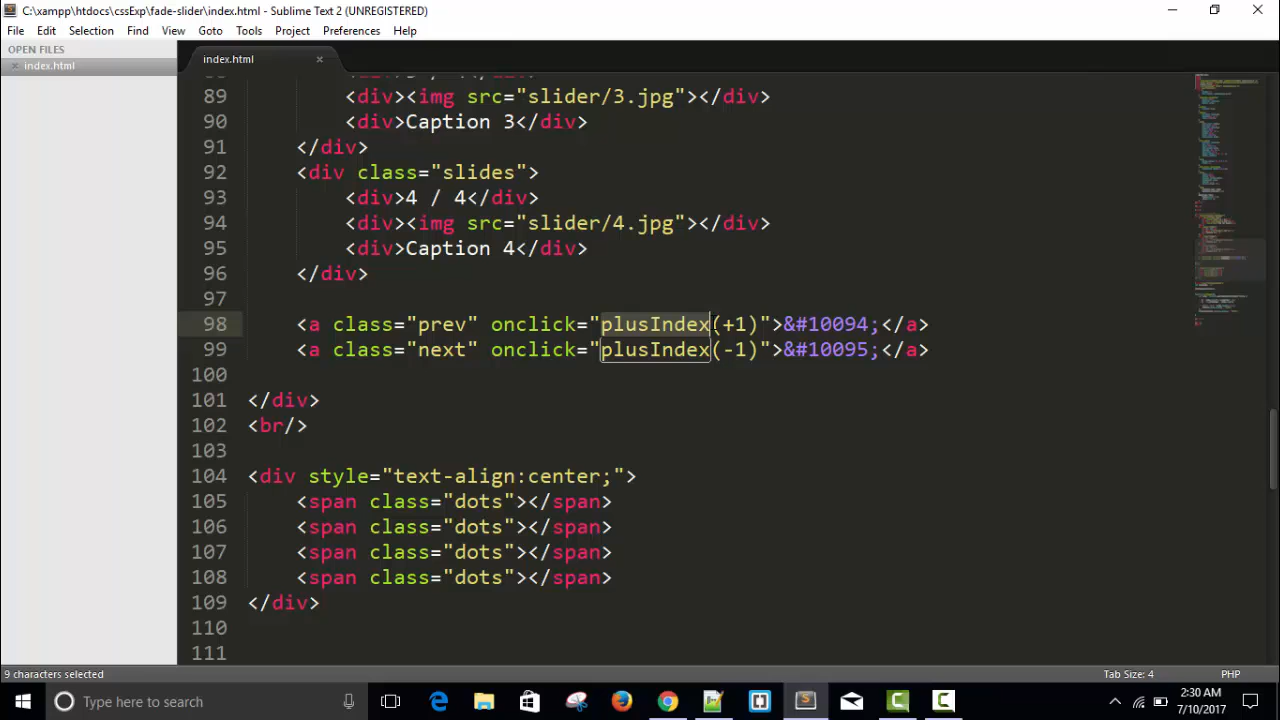 C:\xampp\htdocs\cssExp\fade-slider\index.html - Sublime Text 2 (UNREGISTERED)
File Edit Selection Find View Goto Tools Project Preferences Help
OPEN FILES
index.html
index.html
89 <div><img src="slider/3.jpg"></div>
90 <div>Caption 3</div>
91 </div>
92 <div class="slides">
93 <div>4 / 4</div>
94 <div><img src="slider/4.jpg"></div>
95 <div>Caption 4</div>
96 </div>
97
98 <a class="prev" onclick="plusIndex(+1)">&#10094;</a>
99 <a class="next" onclick="plusIndex(-1)">&#10095;</a>
100
101 </div>
102 <br/>
103
104 <div style="text-align:center;">
105 <span class="dots"></span>
106 <span class="dots"></span>
107 <span class="dots"></span>
108 <span class="dots"></span>
109 </div>
110
111
9 characters selected
Tab Size: 4
PHP
Type here to search
2:30 AM
7/10/2017